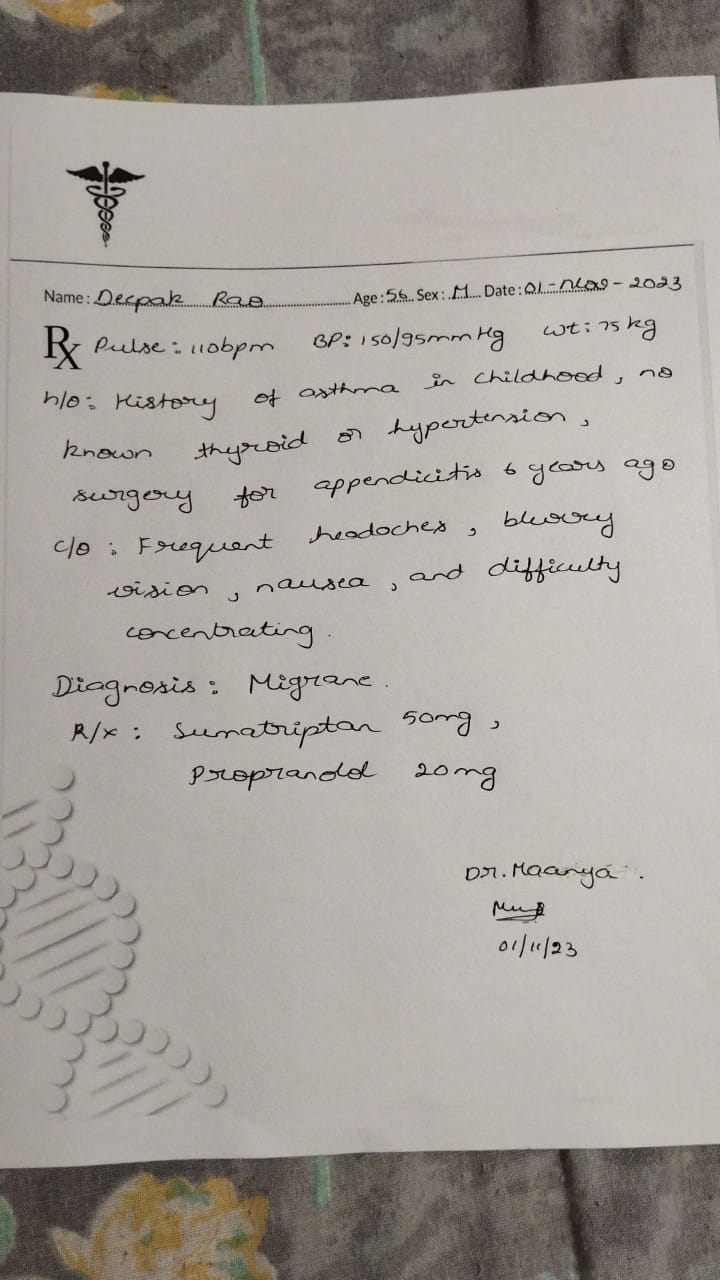 Name: Deepak Rao Age: 56 Sex: M Date: 01-Nov-2023
Rx Pulse: 110bpm BP: 150/95mmHg wt: 75 kg
h/o: History of asthma in childhood, no
known thyroid or hypertension,
surgery for appendicitis 6 years ago
c/o: Frequent headaches, blurry
vision, nausea, and difficulty
concentrating.
Diagnosis: Migrane.
R/x: Sumatriptan 50mg,
Propranolol 20mg
Dr. Maanya.
01/11/23